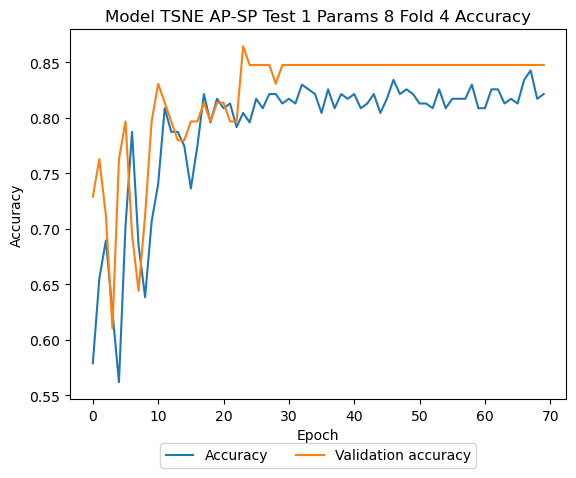 Model TSNE AP-SP Test 1 Params 8 Fold 4 Accuracy
Accuracy
0.85
0.80
0.75
0.70
0.65
0.60
0.55
0 10 20 30 40 50 60 70
Epoch
Accuracy Validation accuracy